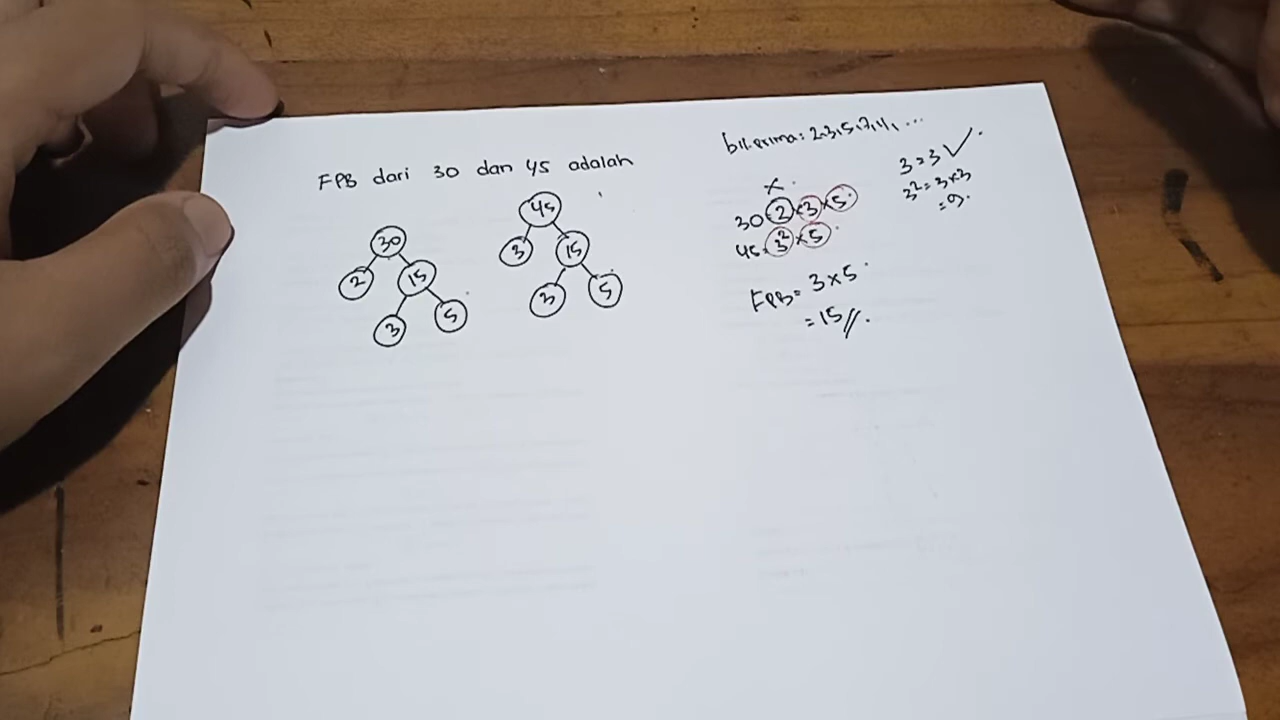 FPB dari 30 dan 45 adalah
30
2 15
3 5
45
3 15
3 5
bil. prima: 2,3,5,7,11, ...
×
30 = 2 × 3 × 5
45 = 3² × 5
FPB = 3 × 5
= 15 //
3 = 3 ✓
3² = 3 × 3
= 9